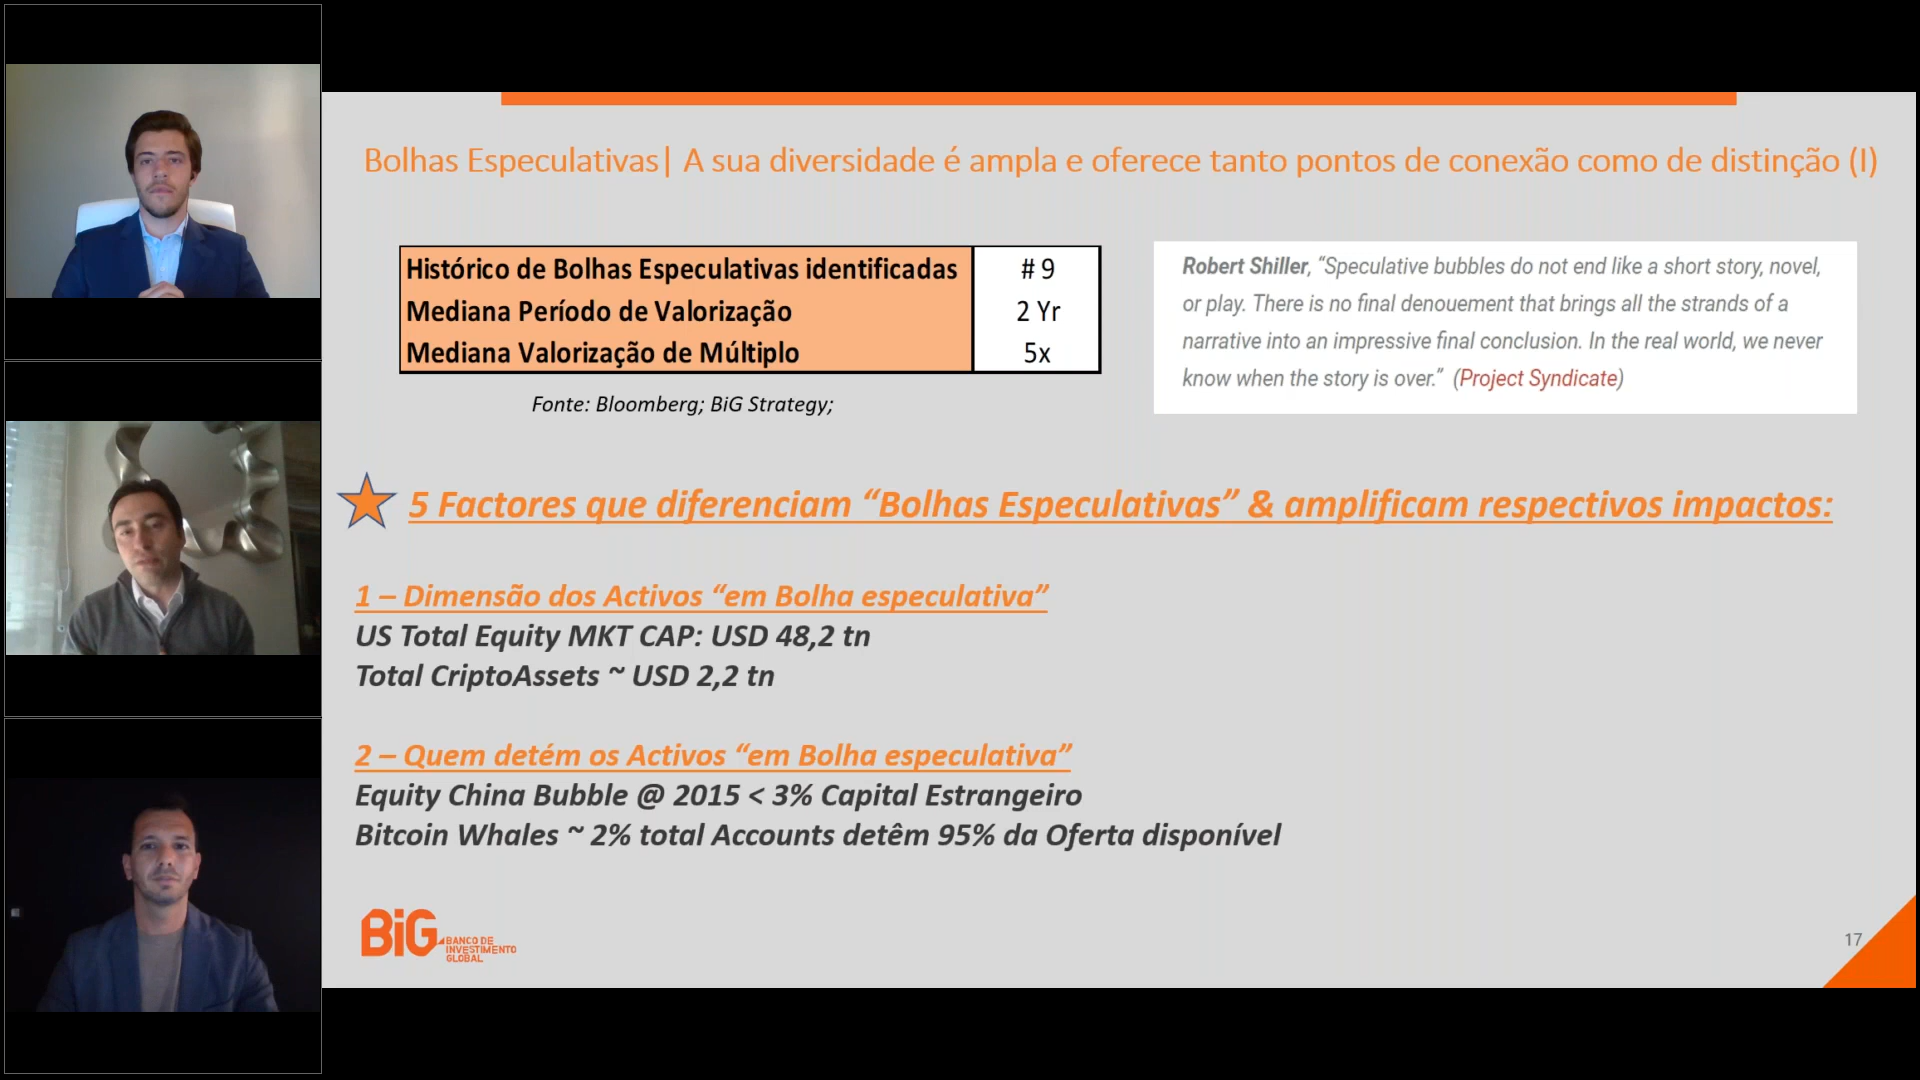 Bolhas Especulativas| A sua diversidade é ampla e oferece tanto pontos de conexão como de distinção (I)
Histórico de Bolhas Especulativas identificadas # 9
Mediana Período de Valorização 2 Yr
Mediana Valorização de Múltiplo 5x
Fonte: Bloomberg; BiG Strategy;
Robert Shiller, “Speculative bubbles do not end like a short story, novel,
or play. There is no final denouement that brings all the strands of a
narrative into an impressive final conclusion. In the real world, we never
know when the story is over.” (Project Syndicate)
5 Factores que diferenciam “Bolhas Especulativas” & amplificam respectivos impactos:
1 – Dimensão dos Activos “em Bolha especulativa”
US Total Equity MKT CAP: USD 48,2 tn
Total CriptoAssets ~ USD 2,2 tn
2 – Quem detém os Activos “em Bolha especulativa”
Equity China Bubble @ 2015 < 3% Capital Estrangeiro
Bitcoin Whales ~ 2% total Accounts detêm 95% da Oferta disponível
BiG
BANCO DE
INVESTIMENTO
GLOBAL
17